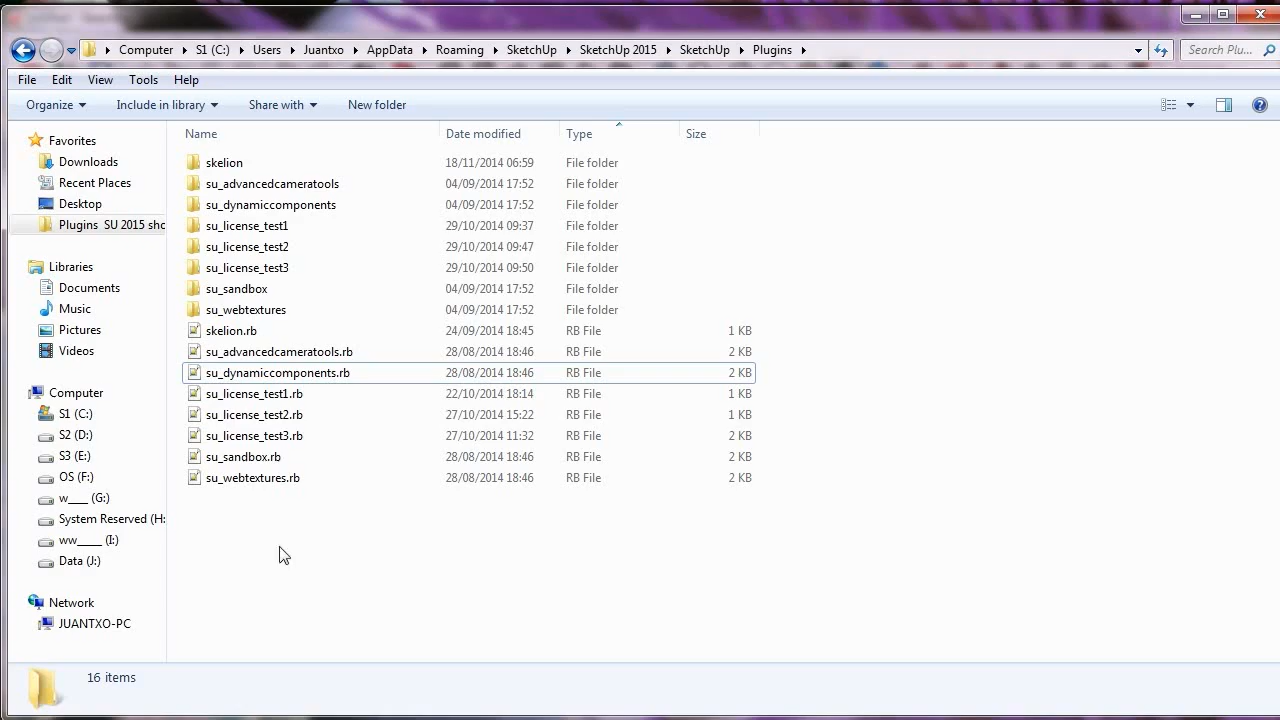 Computer S1 (C:) Users Juantxo AppData Roaming SketchUp SketchUp 2015 SketchUp Plugins Search Plu...
File Edit View Tools Help
Organize Include in library Share with New folder
Name Date modified Type Size
Favorites
Downloads
Recent Places
Desktop
Plugins SU 2015 sho
Libraries
Documents
Music
Pictures
Videos
Computer
S1 (C:)
S2 (D:)
S3 (E:)
OS (F:)
w___ (G:)
System Reserved (H:
ww____ (I:)
Data (J:)
Network
JUANTXO-PC
skelion 18/11/2014 06:59 File folder
su_advancedcameratools 04/09/2014 17:52 File folder
su_dynamiccomponents 04/09/2014 17:52 File folder
su_license_test1 29/10/2014 09:37 File folder
su_license_test2 29/10/2014 09:47 File folder
su_license_test3 29/10/2014 09:50 File folder
su_sandbox 04/09/2014 17:52 File folder
su_webtextures 04/09/2014 17:52 File folder
skelion.rb 24/09/2014 18:45 RB File 1 KB
su_advancedcameratools.rb 28/08/2014 18:46 RB File 2 KB
su_dynamiccomponents.rb 28/08/2014 18:46 RB File 2 KB
su_license_test1.rb 22/10/2014 18:14 RB File 1 KB
su_license_test2.rb 27/10/2014 15:22 RB File 1 KB
su_license_test3.rb 27/10/2014 11:32 RB File 2 KB
su_sandbox.rb 28/08/2014 18:46 RB File 2 KB
su_webtextures.rb 28/08/2014 18:46 RB File 2 KB
16 items